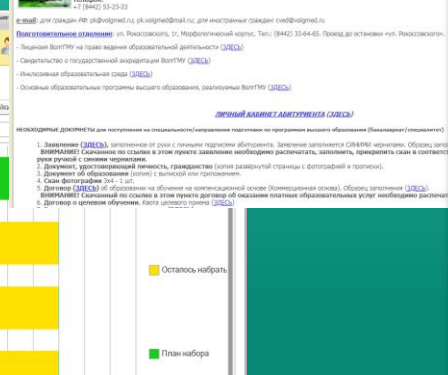 +7 (8442) 53-23-33
e-mail: для граждан РФ: pk@volgmed.ru, pk.volgmed@mail.ru; для иностранных граждан: cved@volgmed.ru
Подготовительное отделение: ул. Рокоссовского, 1г, Морфологический корпус. Тел.: (8442) 33-64-65. Проезд до остановки «ул. Рокоссовского».
- Лицензия ВолгГМУ на право ведения образовательной деятельности (ЗДЕСЬ)
- Свидетельство о государственной аккредитации ВолгГМУ (ЗДЕСЬ)
- Инклюзивная образовательная среда (ЗДЕСЬ)
- Основные образовательные программы высшего образования, реализуемые ВолгГМУ (ЗДЕСЬ)
ЛИЧНЫЙ КАБИНЕТ АБИТУРИЕНТА (ЗДЕСЬ)
НЕОБХОДИМЫЕ ДОКУМЕНТЫ для поступления на специальности/направления подготовки по программам высшего образования (бакалавриат/специалитет)
1. Заявление (ЗДЕСЬ), заполненное от руки с личными подписями абитуриента. Заявление заполняется СИНИМИ чернилами. Образец запо
ВНИМАНИЕ! Скачанное по ссылке в этом пункте заявление необходимо распечатать, заполнить, прикрепить скан в соответст
руки ручкой с синими чернилами.
2. Документ, удостоверяющий личность, гражданство (копия развёрнутой страницы с фотографией и прописки).
3. Документ об образовании (копия) с выпиской или приложением.
4. Скан фотографии 3х4 - 1 шт.
5. Договор (ЗДЕСЬ) об образовании на обучение на компенсационной основе (Коммерческая основа). Образец заполнения (ЗДЕСЬ).
ВНИМАНИЕ! Скачанный по ссылке в этом пункте договор об оказании платных образовательных услуг необходимо распечат
6. Договор о целевом обучении. Квота целевого приема (ЗДЕСЬ)
Осталось набрать
План набора